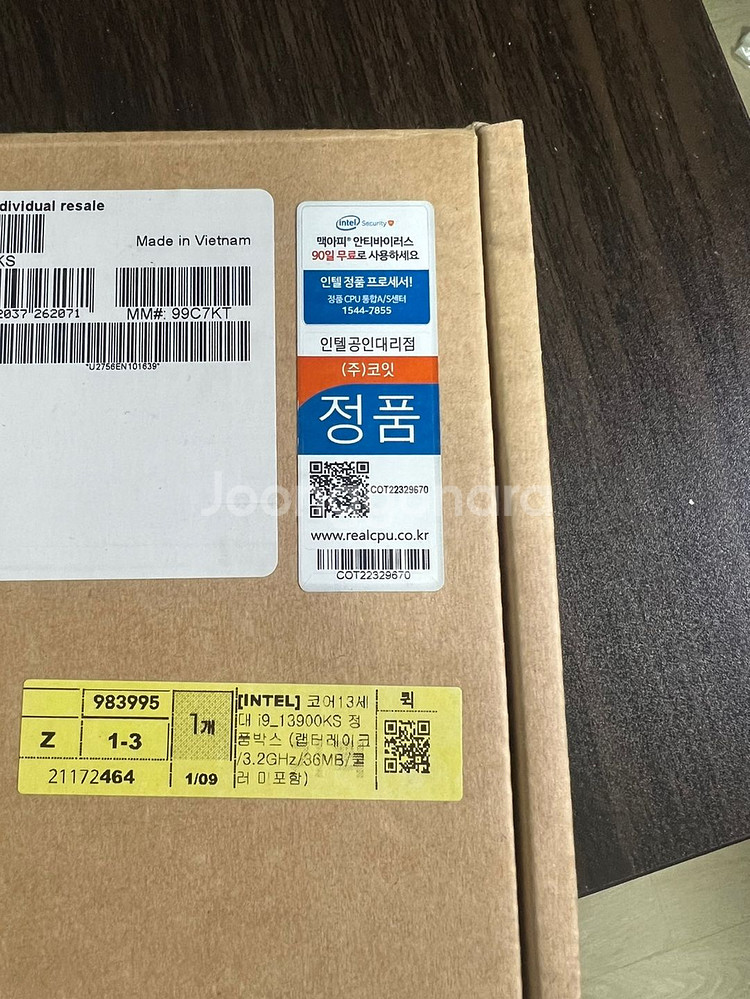 dividual resale
Made in Vietnam
KS
2037 262071
MM#: 99C7KT
*U2756EN101639*
intel Security
맥아피® 안티바이러스
90일 무료로 사용하세요
인텔 정품 프로세서!
정품 CPU 통합A/S센터
1544-7855
인텔공인대리점
(주)코잇
정품
COT22329670
www.realcpu.co.kr
COT22329670
Joonggonara
983995
Z
1-3
21172464
1개
1/09
[INTEL] 코어13세
대 i9_13900KS 정
품박스 (랩터레이크
/3.2GHz/36MB/쿨
러 미포함)
퀵